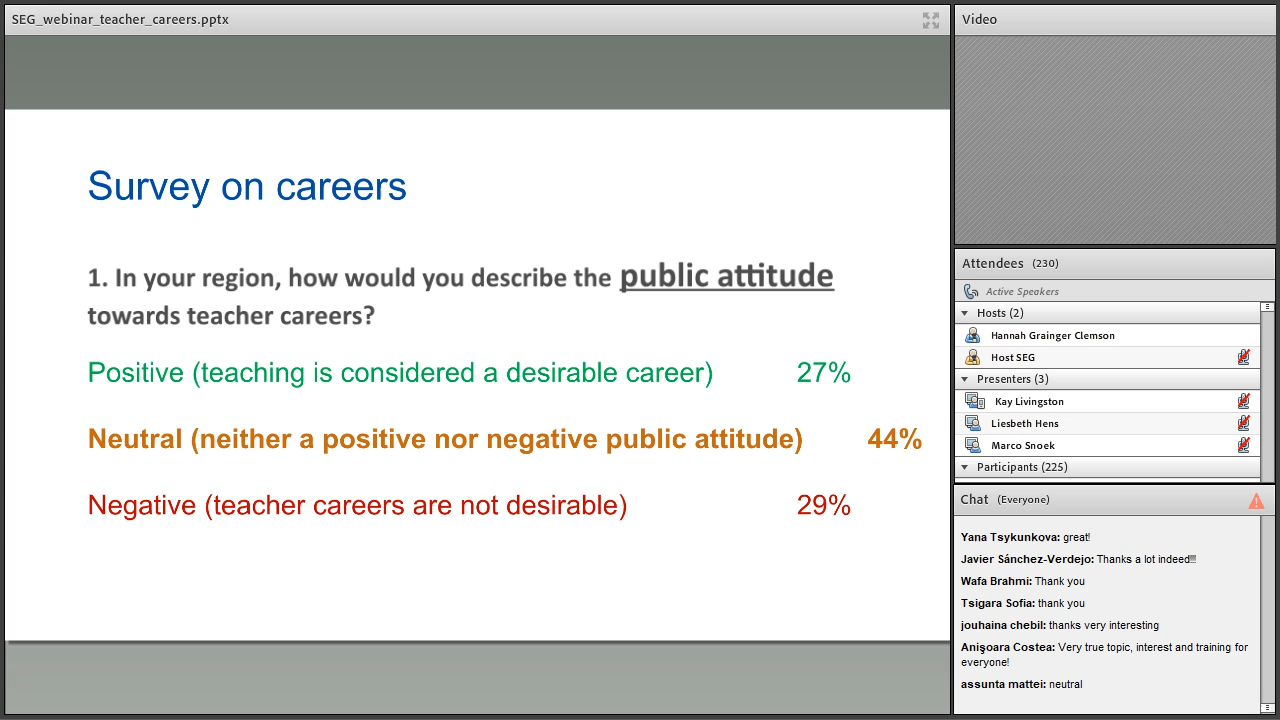 SEG_webinar_teacher_careers.pptx
Survey on careers
1. In your region, how would you describe the public attitude
towards teacher careers?
Positive (teaching is considered a desirable career) 27%
Neutral (neither a positive nor negative public attitude) 44%
Negative (teacher careers are not desirable) 29%
Video
Attendees (230)
Active Speakers
Hosts (2)
Hannah Grainger Clemson
Host SEG
Presenters (3)
Kay Livingston
Liesbeth Hens
Marco Snoek
Participants (225)
Chat (Everyone)
Yana Tsykunkova: great!
Javier Sánchez-Verdejo: Thanks a lot indeed!!!
Wafa Brahmi: Thank you
Tsigara Sofia: thank you
jouhaina chebil: thanks very interesting
Anişoara Costea: Very true topic, interest and training for
everyone!
assunta mattei: neutral